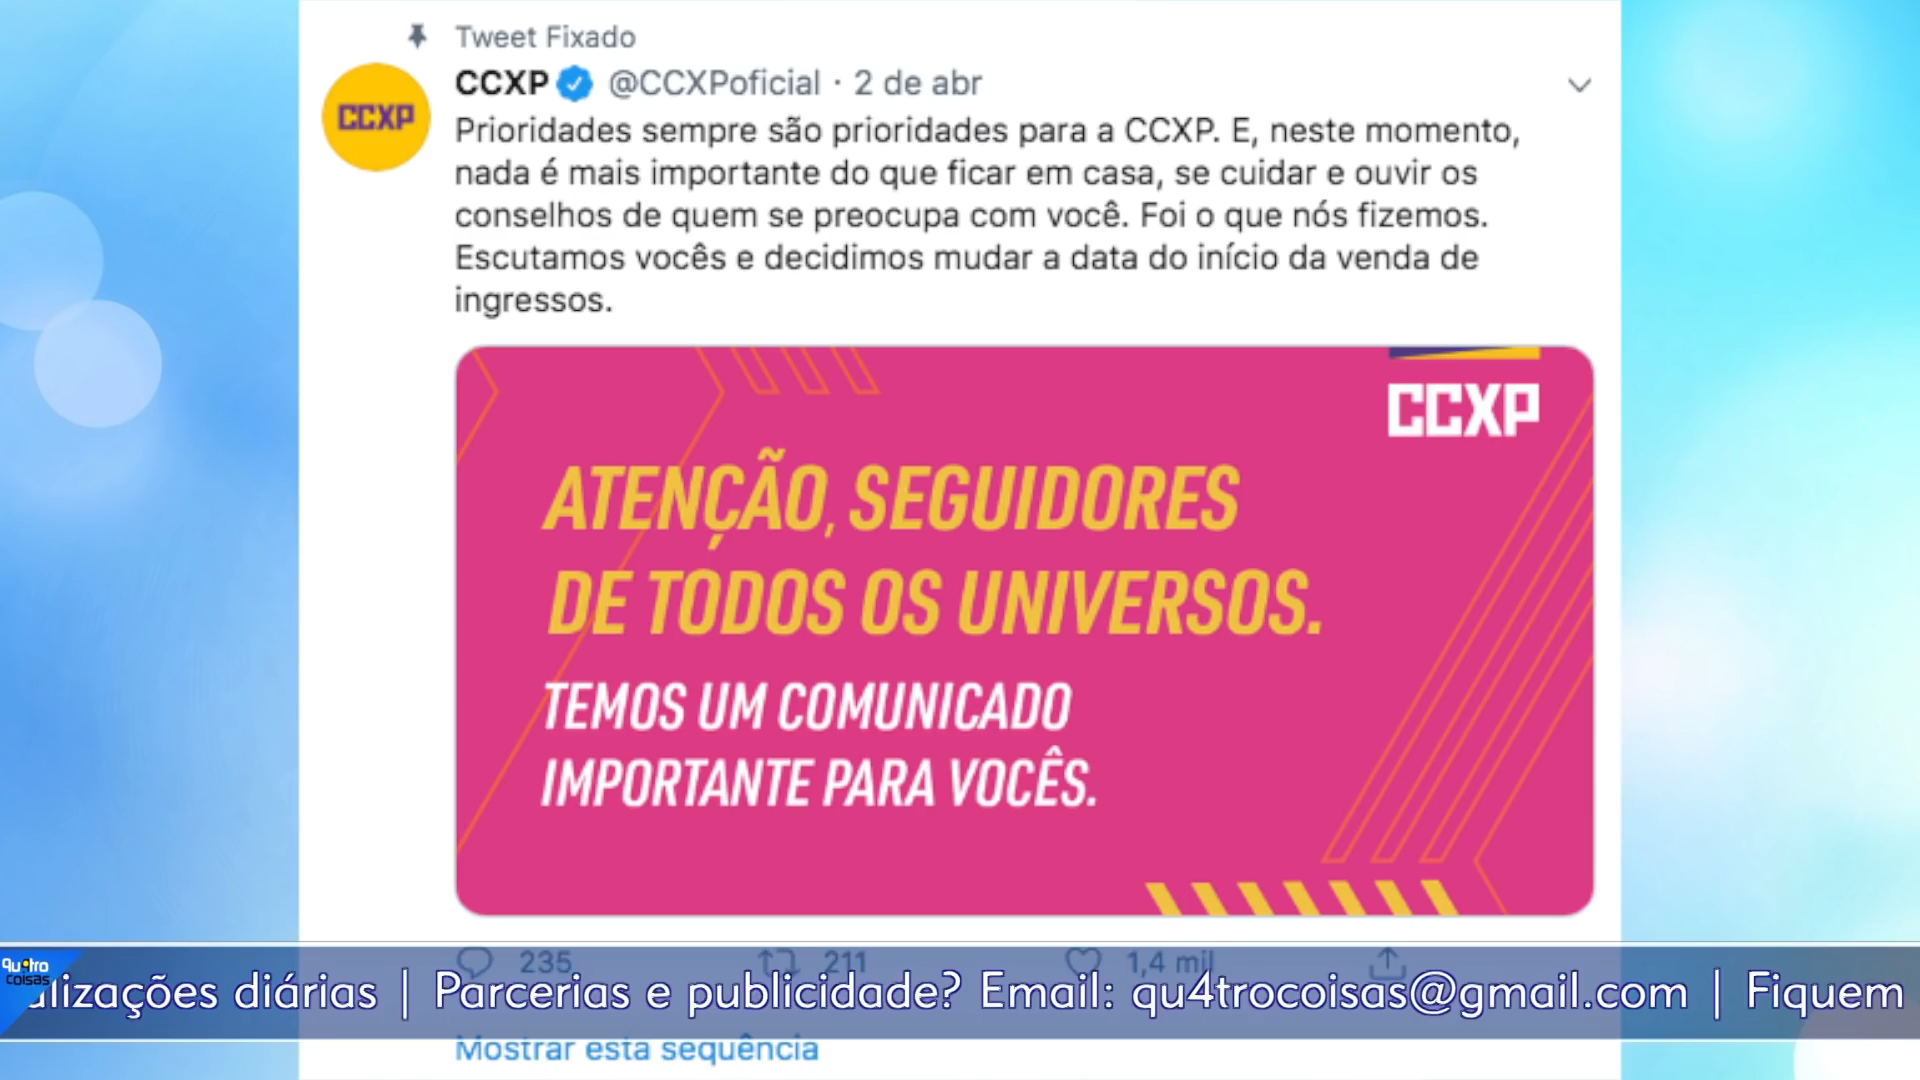 Tweet Fixado
CCXP @CCXPoficial · 2 de abr
CCXP
Prioridades sempre são prioridades para a CCXP. E, neste momento,
nada é mais importante do que ficar em casa, se cuidar e ouvir os
conselhos de quem se preocupa com você. Foi o que nós fizemos.
Escutamos vocês e decidimos mudar a data do início da venda de
ingressos.
CCXP
ATENÇÃO, SEGUIDORES
DE TODOS OS UNIVERSOS.
TEMOS UM COMUNICADO
IMPORTANTE PARA VOCÊS.
235 211 1,4 mil
qu4tro
coisas
alizações diárias | Parcerias e publicidade? Email: qu4trocoisas@gmail.com | Fiquem
Mostrar esta sequência